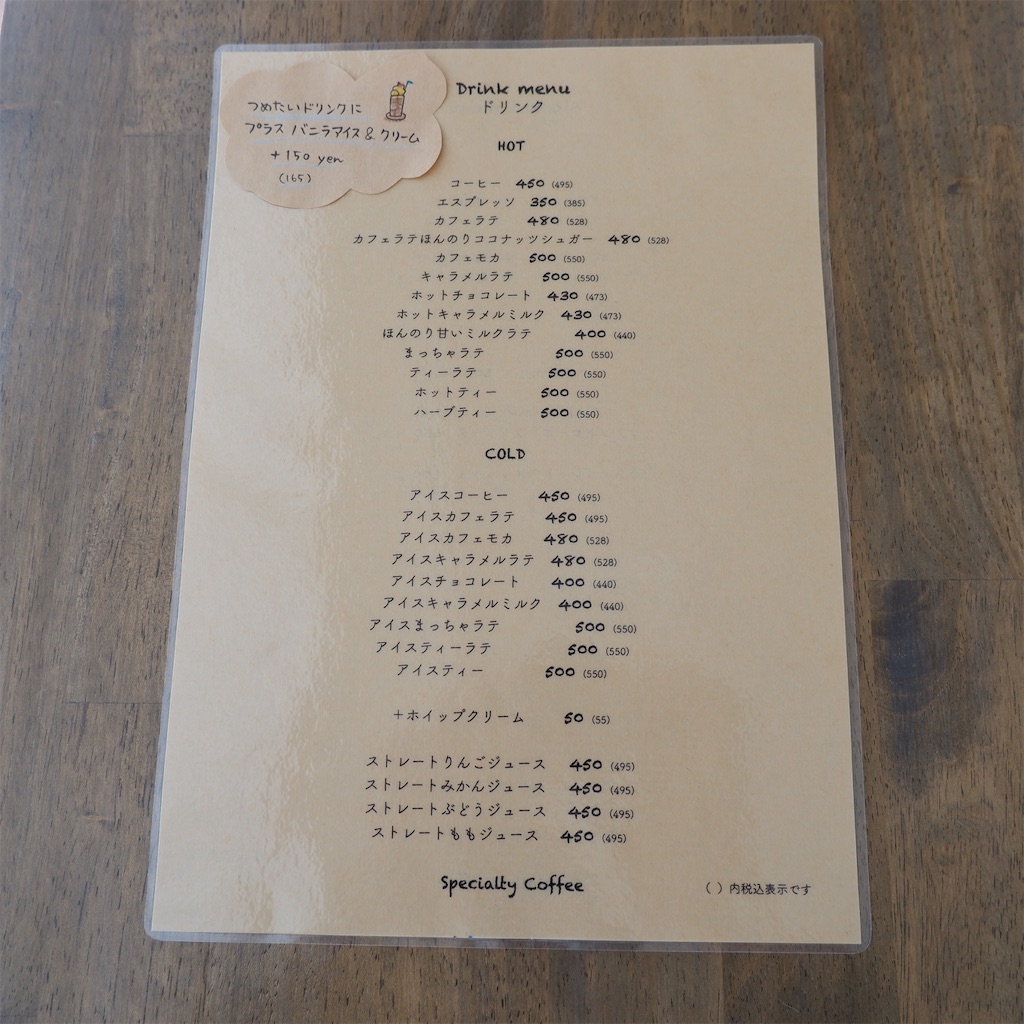 つめたいドリンクに
プラス バニラアイス & クリーム
+150 yen
(165)
Drink menu
ドリンク
HOT
コーヒー 450 (495)
エスプレッソ 350 (385)
カフェラテ 480 (528)
カフェラテほんのりココナッツシュガー 480 (528)
カフェモカ 500 (550)
キャラメルラテ 500 (550)
ホットチョコレート 430 (473)
ホットキャラメルミルク 430 (473)
ほんのり甘いミルクラテ 400 (440)
まっちゃラテ 500 (550)
ティーラテ 500 (550)
ホットティー 500 (550)
ハーブティー 500 (550)
COLD
アイスコーヒー 450 (495)
アイスカフェラテ 450 (495)
アイスカフェモカ 480 (528)
アイスキャラメルラテ 480 (528)
アイスチョコレート 400 (440)
アイスキャラメルミルク 400 (440)
アイスまっちゃラテ 500 (550)
アイスティーラテ 500 (550)
アイスティー 500 (550)
+ホイップクリーム 50 (55)
ストレートりんごジュース 450 (495)
ストレートみかんジュース 450 (495)
ストレートぶどうジュース 450 (495)
ストレートももジュース 450 (495)
Specialty Coffee
( ) 内税込表示です